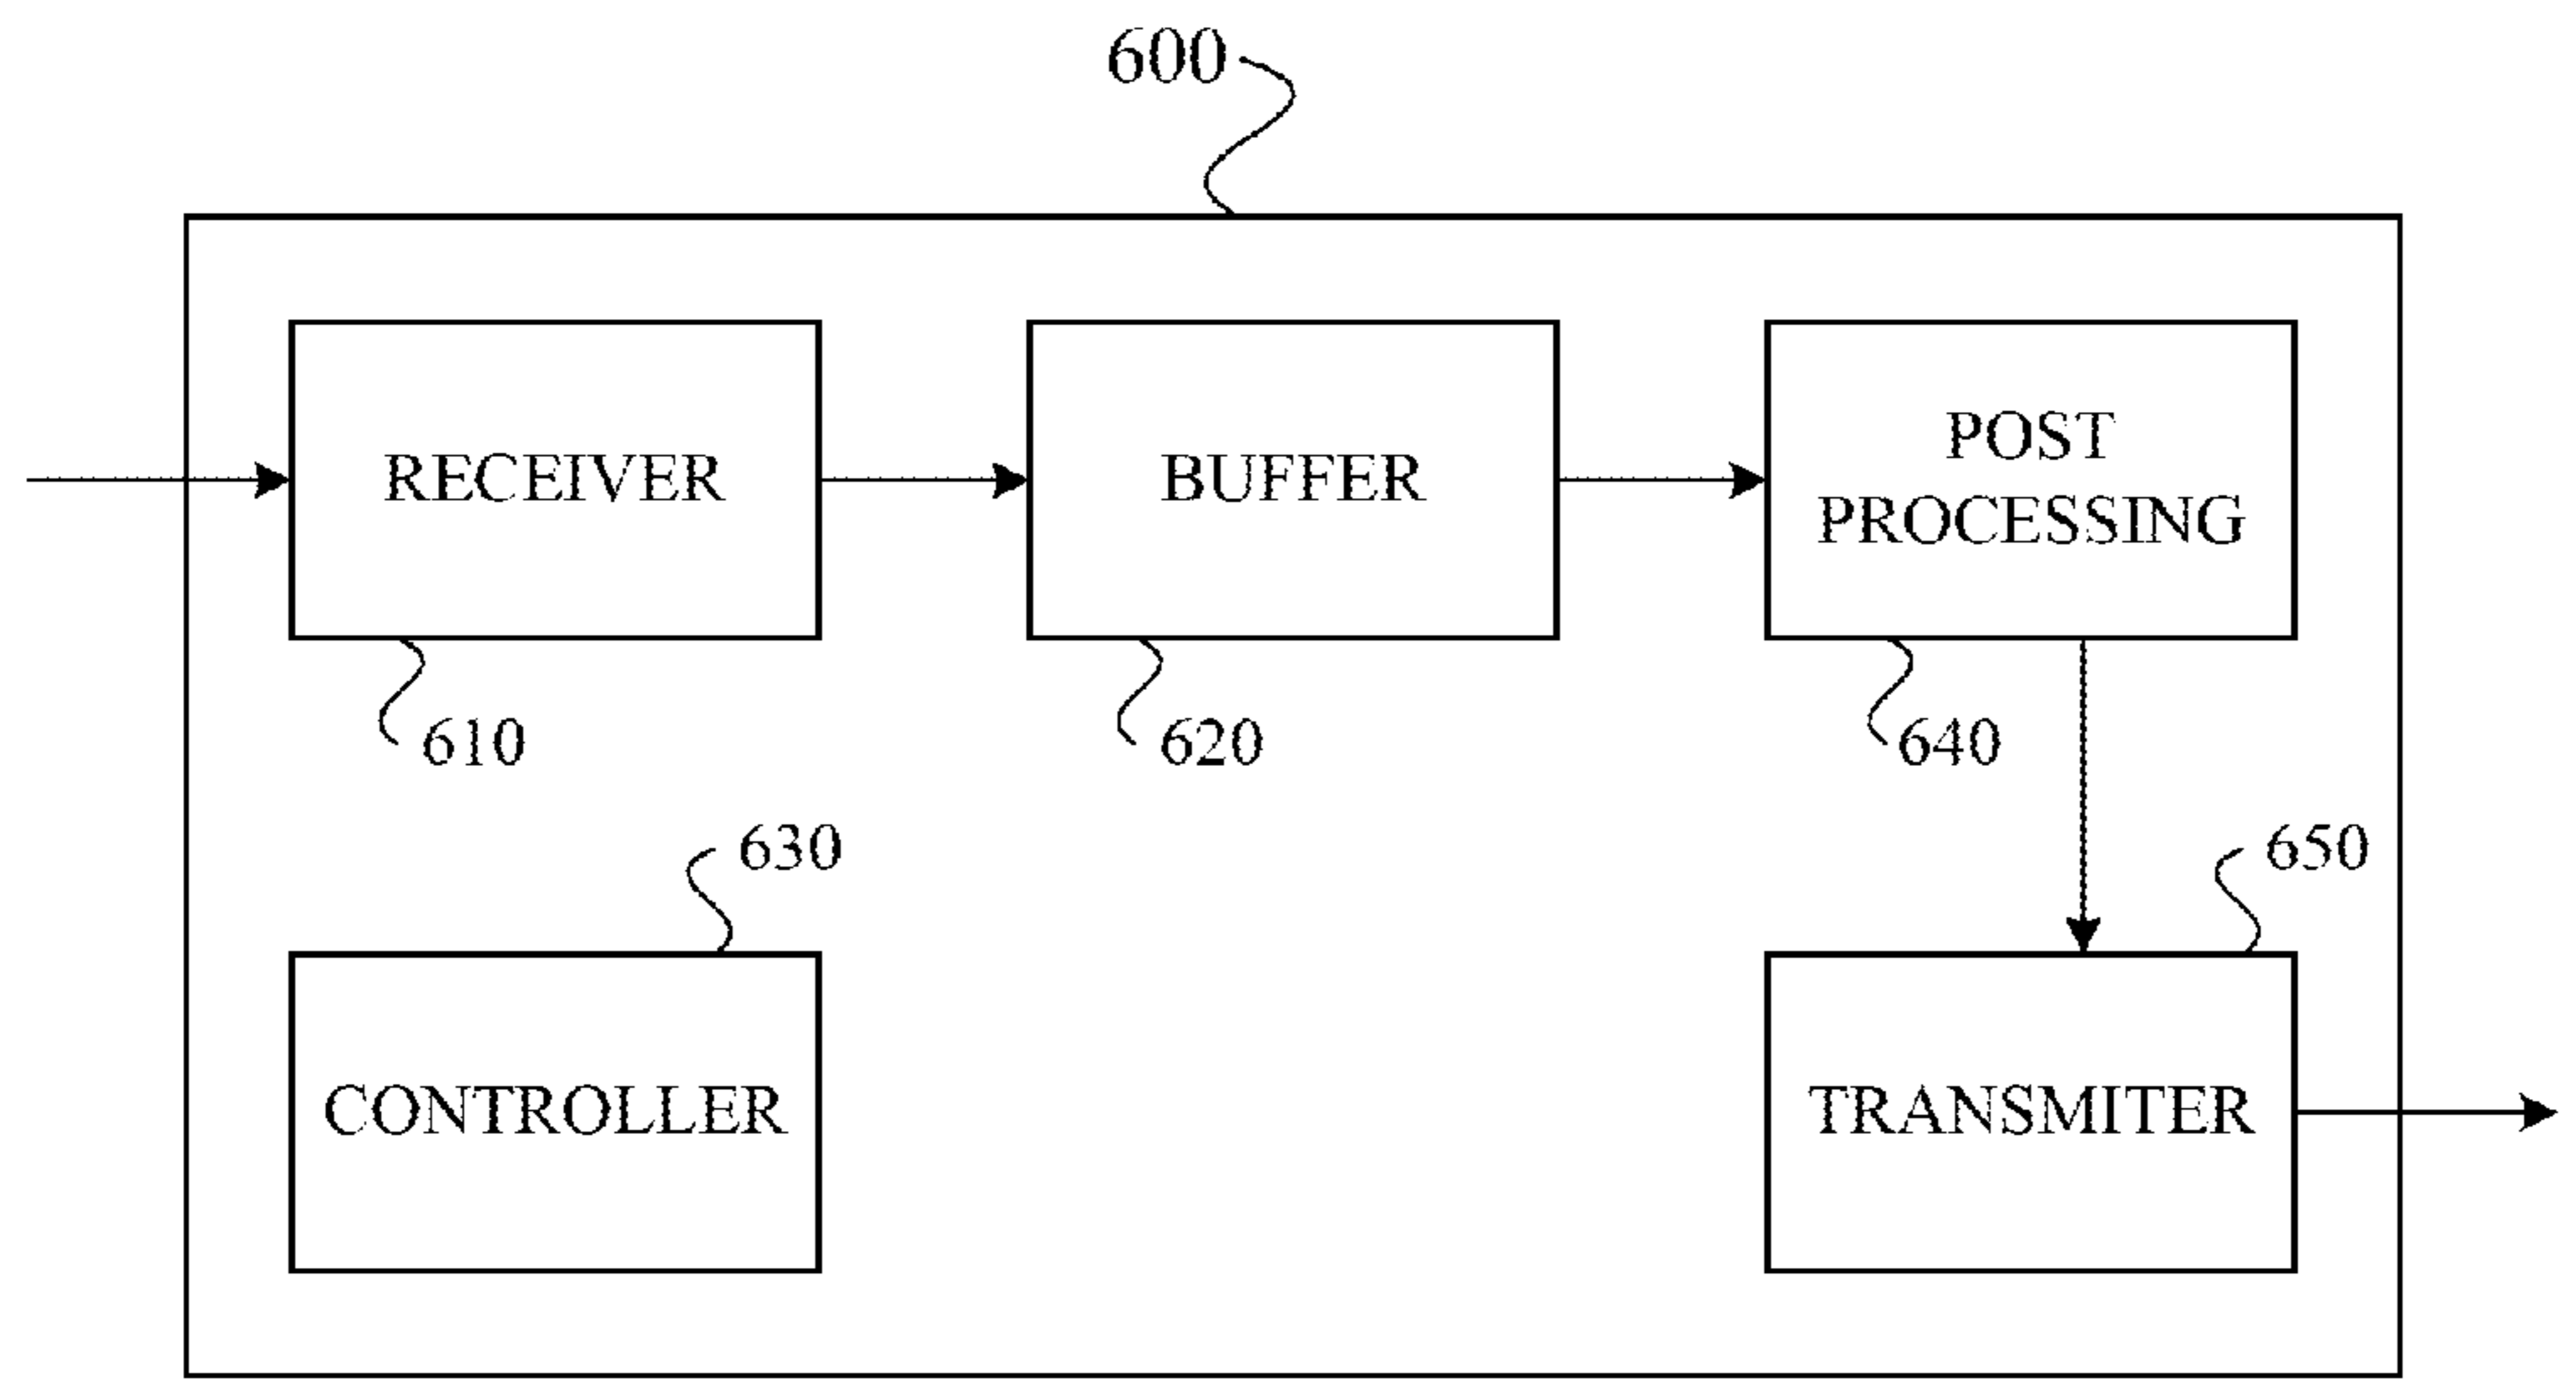 600
RECEIVER
BUFFER
POST
PROCESSING
610
620
640
630
650
CONTROLLER
TRANSMITER